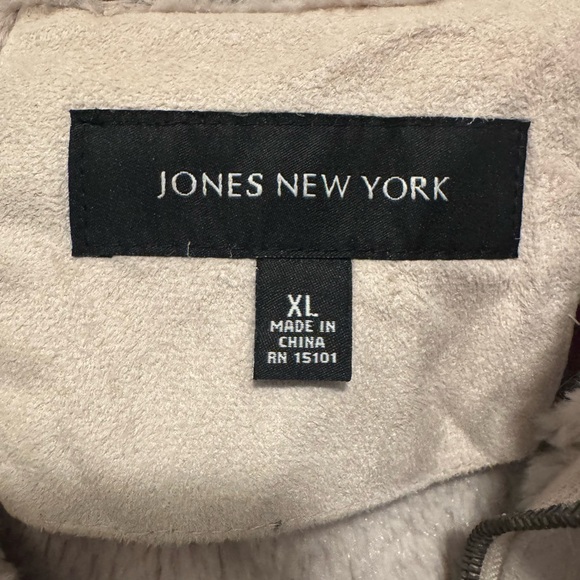 JONES NEW YORK
XL
MADE IN
CHINA
RN 15101